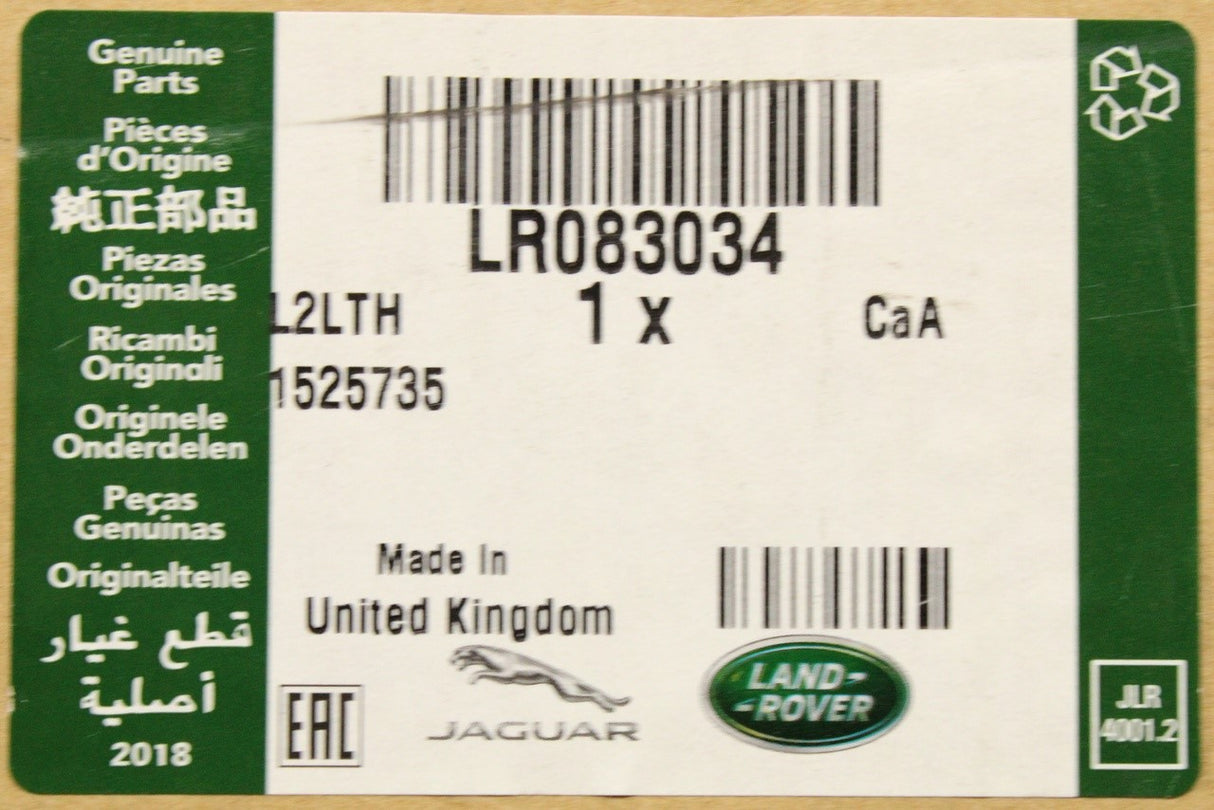 Genuine
Parts
Pièces
d'Origine
純正部品
Piezas
Originales
Ricambi
Originali
Originele
Onderdelen
Peças
Genuinas
Originalteile
قطع غيار
أصلية
2018
LR083034
L2LTH 1 x CaA
1525735
Made In
United Kingdom
EAC
JAGUAR
LAND-
-ROVER
JLR
4001.2